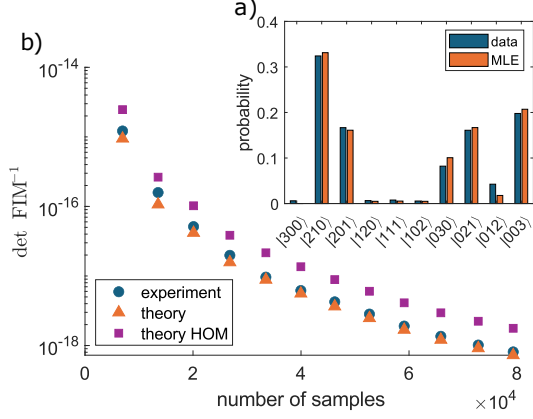 a)
b)
probability
0.4
0.3
0.2
0.1
0
data
MLE
|300⟩
|210⟩
|201⟩
|120⟩
|111⟩
|102⟩
|030⟩
|021⟩
|012⟩
|003⟩
det FIM⁻¹
10⁻¹⁴
10⁻¹⁶
10⁻¹⁸
experiment
theory
theory HOM
0
2
4
6
8
×10⁴
number of samples